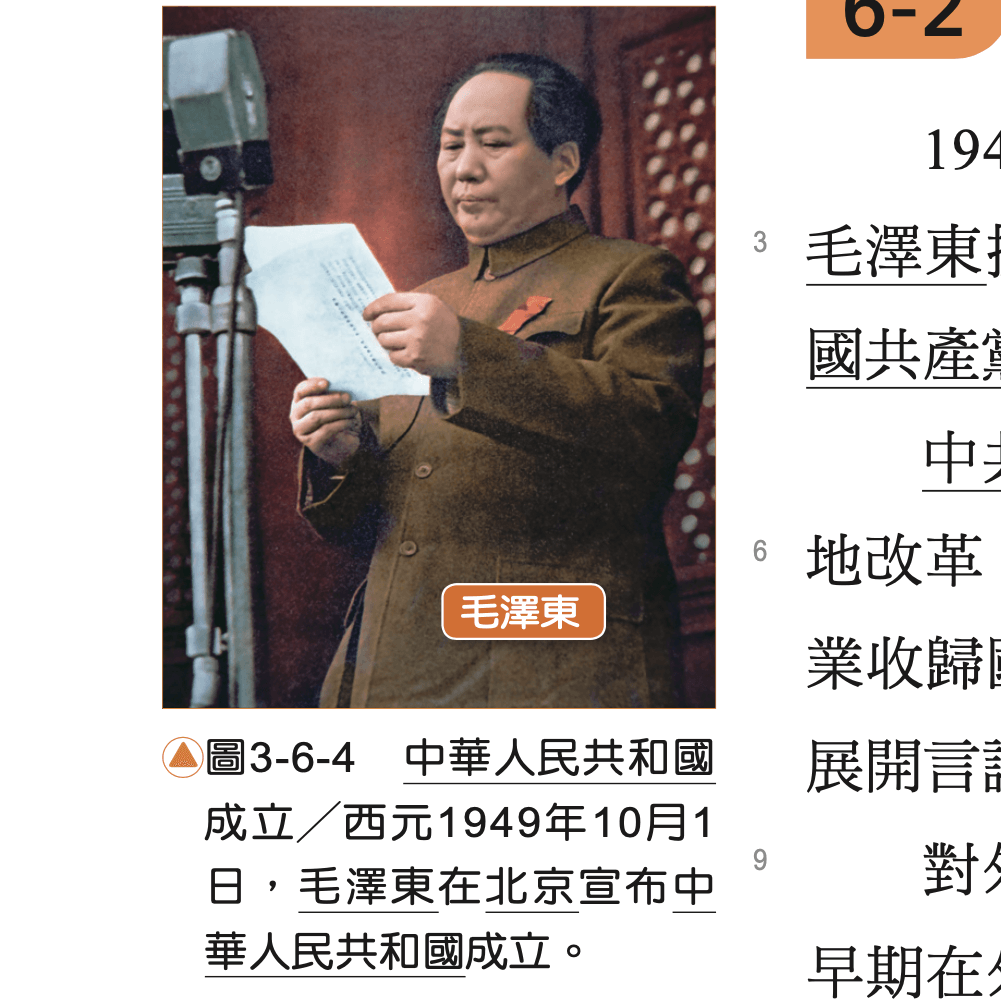 毛澤東
圖3-6-4 中華人民共和國
成立／西元1949年10月1
日，毛澤東在北京宣布中
華人民共和國成立。
6-2
194
3
毛澤東
國共產黨
中共
6
地改革
業收歸國
展開言
9
對外
早期在外